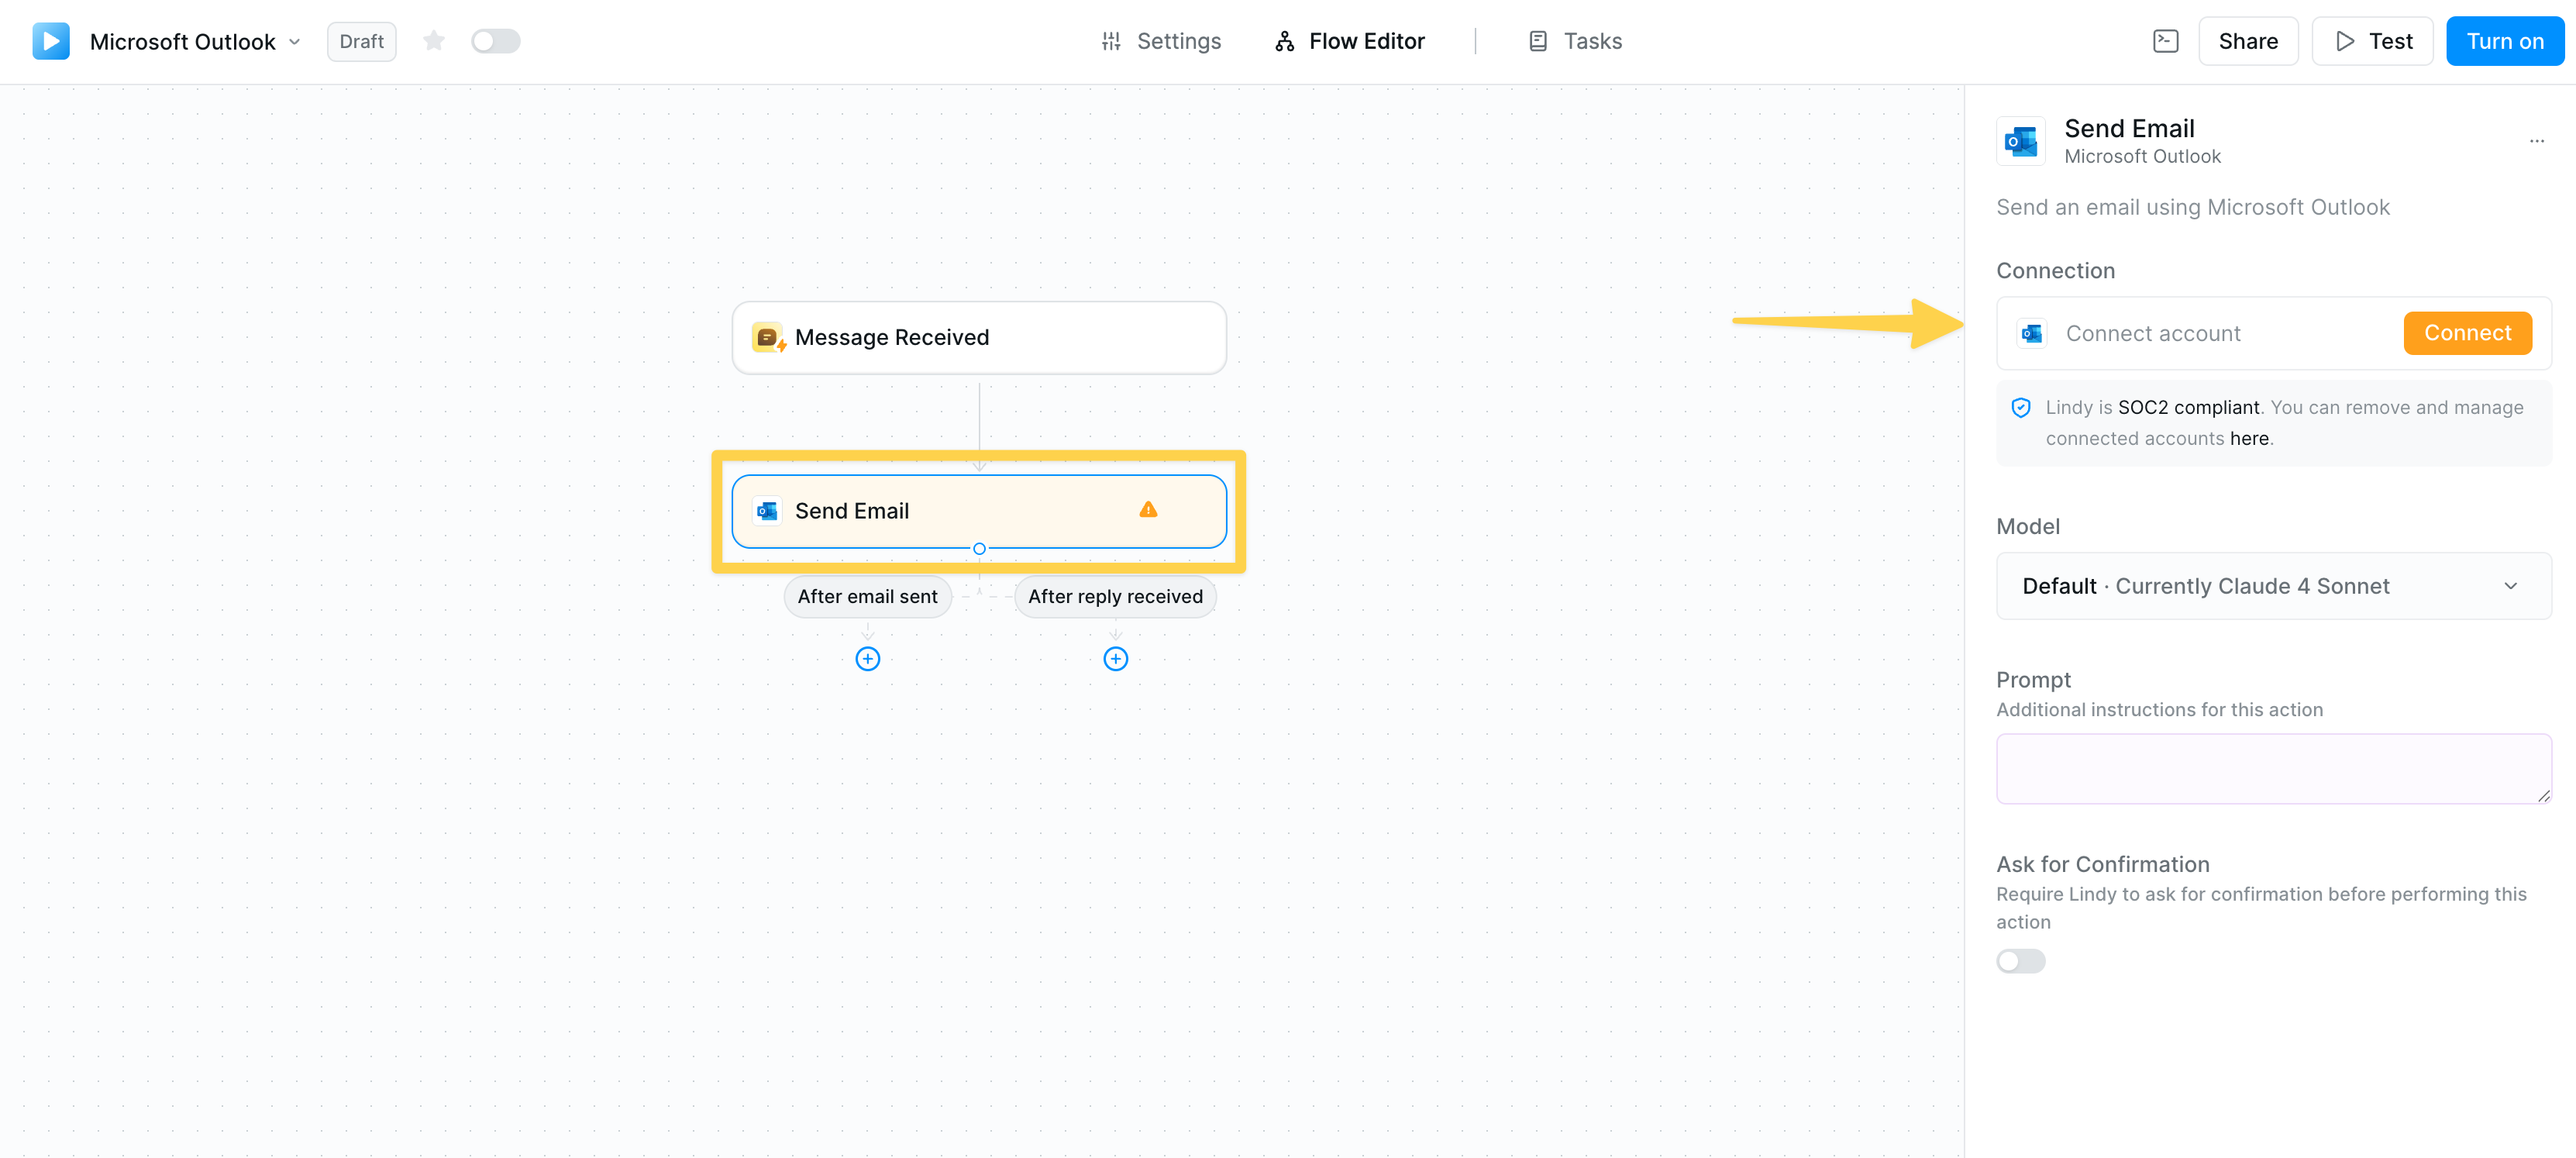 Microsoft Outlook
Draft
Settings
Flow Editor
Tasks
Share
Test
Turn on
Message Received
Send Email
After email sent
After reply received
Send Email
Microsoft Outlook
Send an email using Microsoft Outlook
Connection
Connect account
Connect
Lindy is SOC2 compliant. You can remove and manage
connected accounts here.
Model
Default · Currently Claude 4 Sonnet
Prompt
Additional instructions for this action
Ask for Confirmation
Require Lindy to ask for confirmation before performing this
action